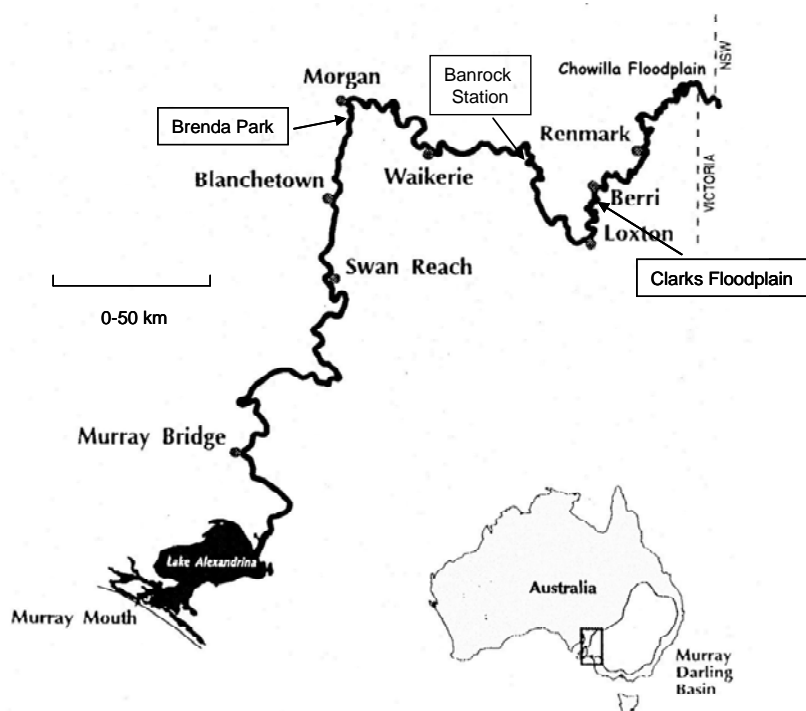 NSW
Chowilla Floodplain
Morgan
Banrock
Station
Brenda Park
Renmark
Waikerie
VICTORIA
Blanchetown
Berri
Loxton
Swan Reach
Clarks Floodplain
0-50 km
Murray Bridge
Lake Alexandrina
Australia
Murray Mouth
Murray
Darling
Basin